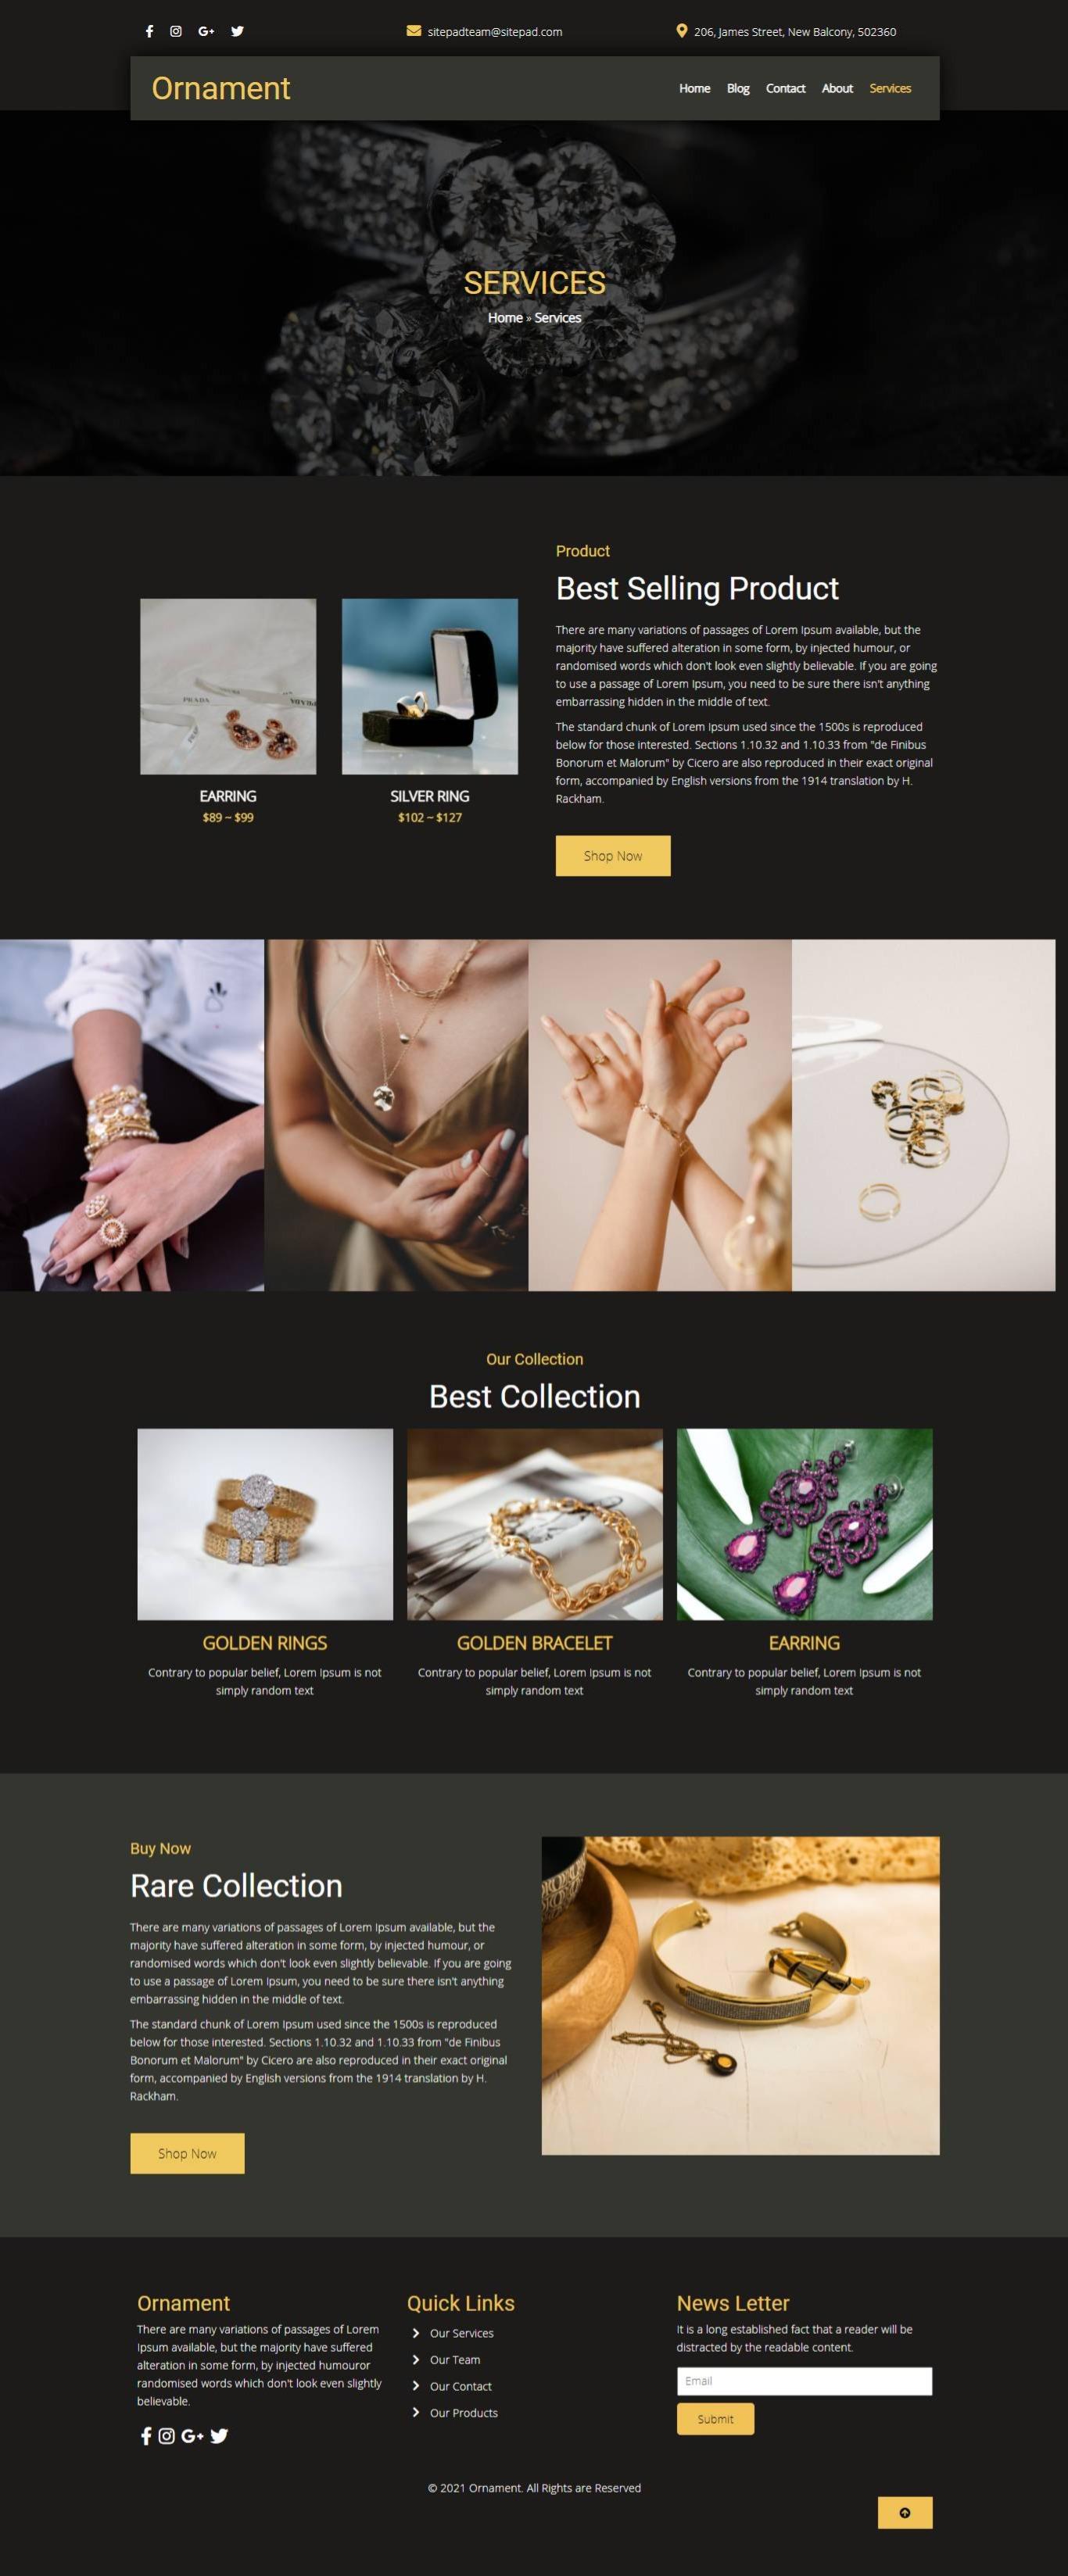 sitepadteam@sitepad.com
206, James Street, New Balcony, 502360
Ornament
Home Blog Contact About Services
SERVICES
Home » Services
Product
Best Selling Product
There are many variations of passages of Lorem Ipsum available, but the
majority have suffered alteration in some form, by injected humour, or
randomised words which don't look even slightly believable. If you are going
to use a passage of Lorem Ipsum, you need to be sure there isn't anything
embarrassing hidden in the middle of text.
The standard chunk of Lorem Ipsum used since the 1500s is reproduced
below for those interested. Sections 1.10.32 and 1.10.33 from "de Finibus
Bonorum et Malorum" by Cicero are also reproduced in their exact original
form, accompanied by English versions from the 1914 translation by H.
Rackham.
Shop Now
PRADA
EARRING
$89 ~ $99
SILVER RING
$102 ~ $127
Our Collection
Best Collection
GOLDEN RINGS
Contrary to popular belief, Lorem Ipsum is not
simply random text
GOLDEN BRACELET
Contrary to popular belief, Lorem Ipsum is not
simply random text
EARRING
Contrary to popular belief, Lorem Ipsum is not
simply random text
Buy Now
Rare Collection
There are many variations of passages of Lorem Ipsum available, but the
majority have suffered alteration in some form, by injected humour, or
randomised words which don't look even slightly believable. If you are going
to use a passage of Lorem Ipsum, you need to be sure there isn't anything
embarrassing hidden in the middle of text.
The standard chunk of Lorem Ipsum used since the 1500s is reproduced
below for those interested. Sections 1.10.32 and 1.10.33 from "de Finibus
Bonorum et Malorum" by Cicero are also reproduced in their exact original
form, accompanied by English versions from the 1914 translation by H.
Rackham.
Shop Now
Ornament
There are many variations of passages of Lorem
Ipsum available, but the majority have suffered
alteration in some form, by injected humouror
randomised words which don't look even slightly
believable.
Quick Links
Our Services
Our Team
Our Contact
Our Products
News Letter
It is a long established fact that a reader will be
distracted by the readable content.
Email
Submit
© 2021 Ornament. All Rights are Reserved